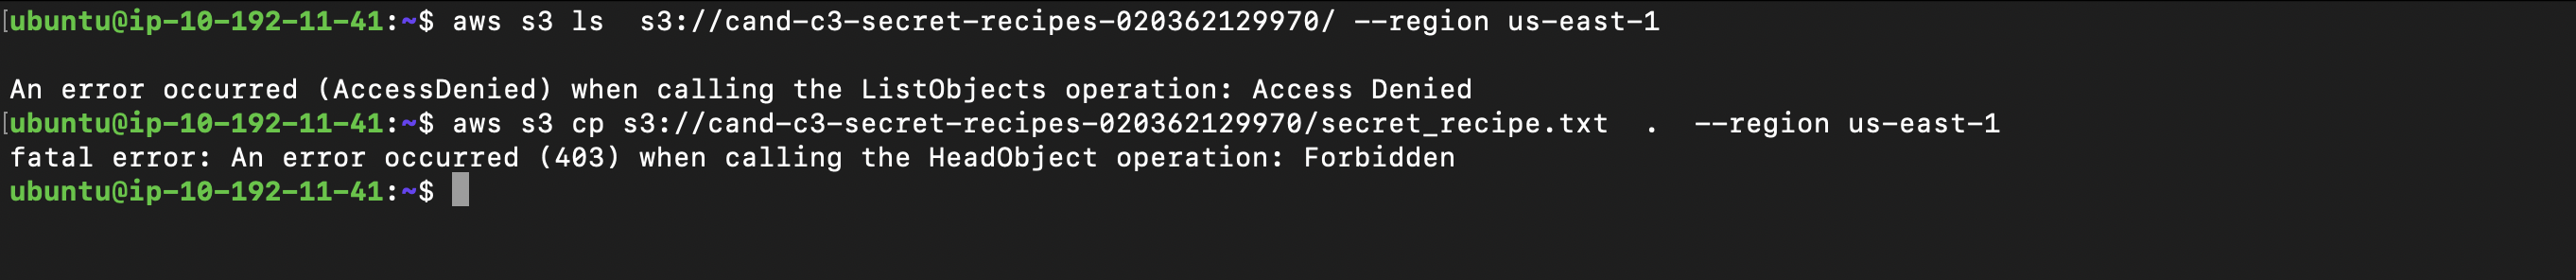 [ubuntu@ip-10-192-11-41:~$ aws s3 ls  s3://cand-c3-secret-recipes-020362129970/ --region us-east-1
An error occurred (AccessDenied) when calling the ListObjects operation: Access Denied
[ubuntu@ip-10-192-11-41:~$ aws s3 cp s3://cand-c3-secret-recipes-020362129970/secret_recipe.txt  .  --region us-east-1
fatal error: An error occurred (403) when calling the HeadObject operation: Forbidden
ubuntu@ip-10-192-11-41:~$